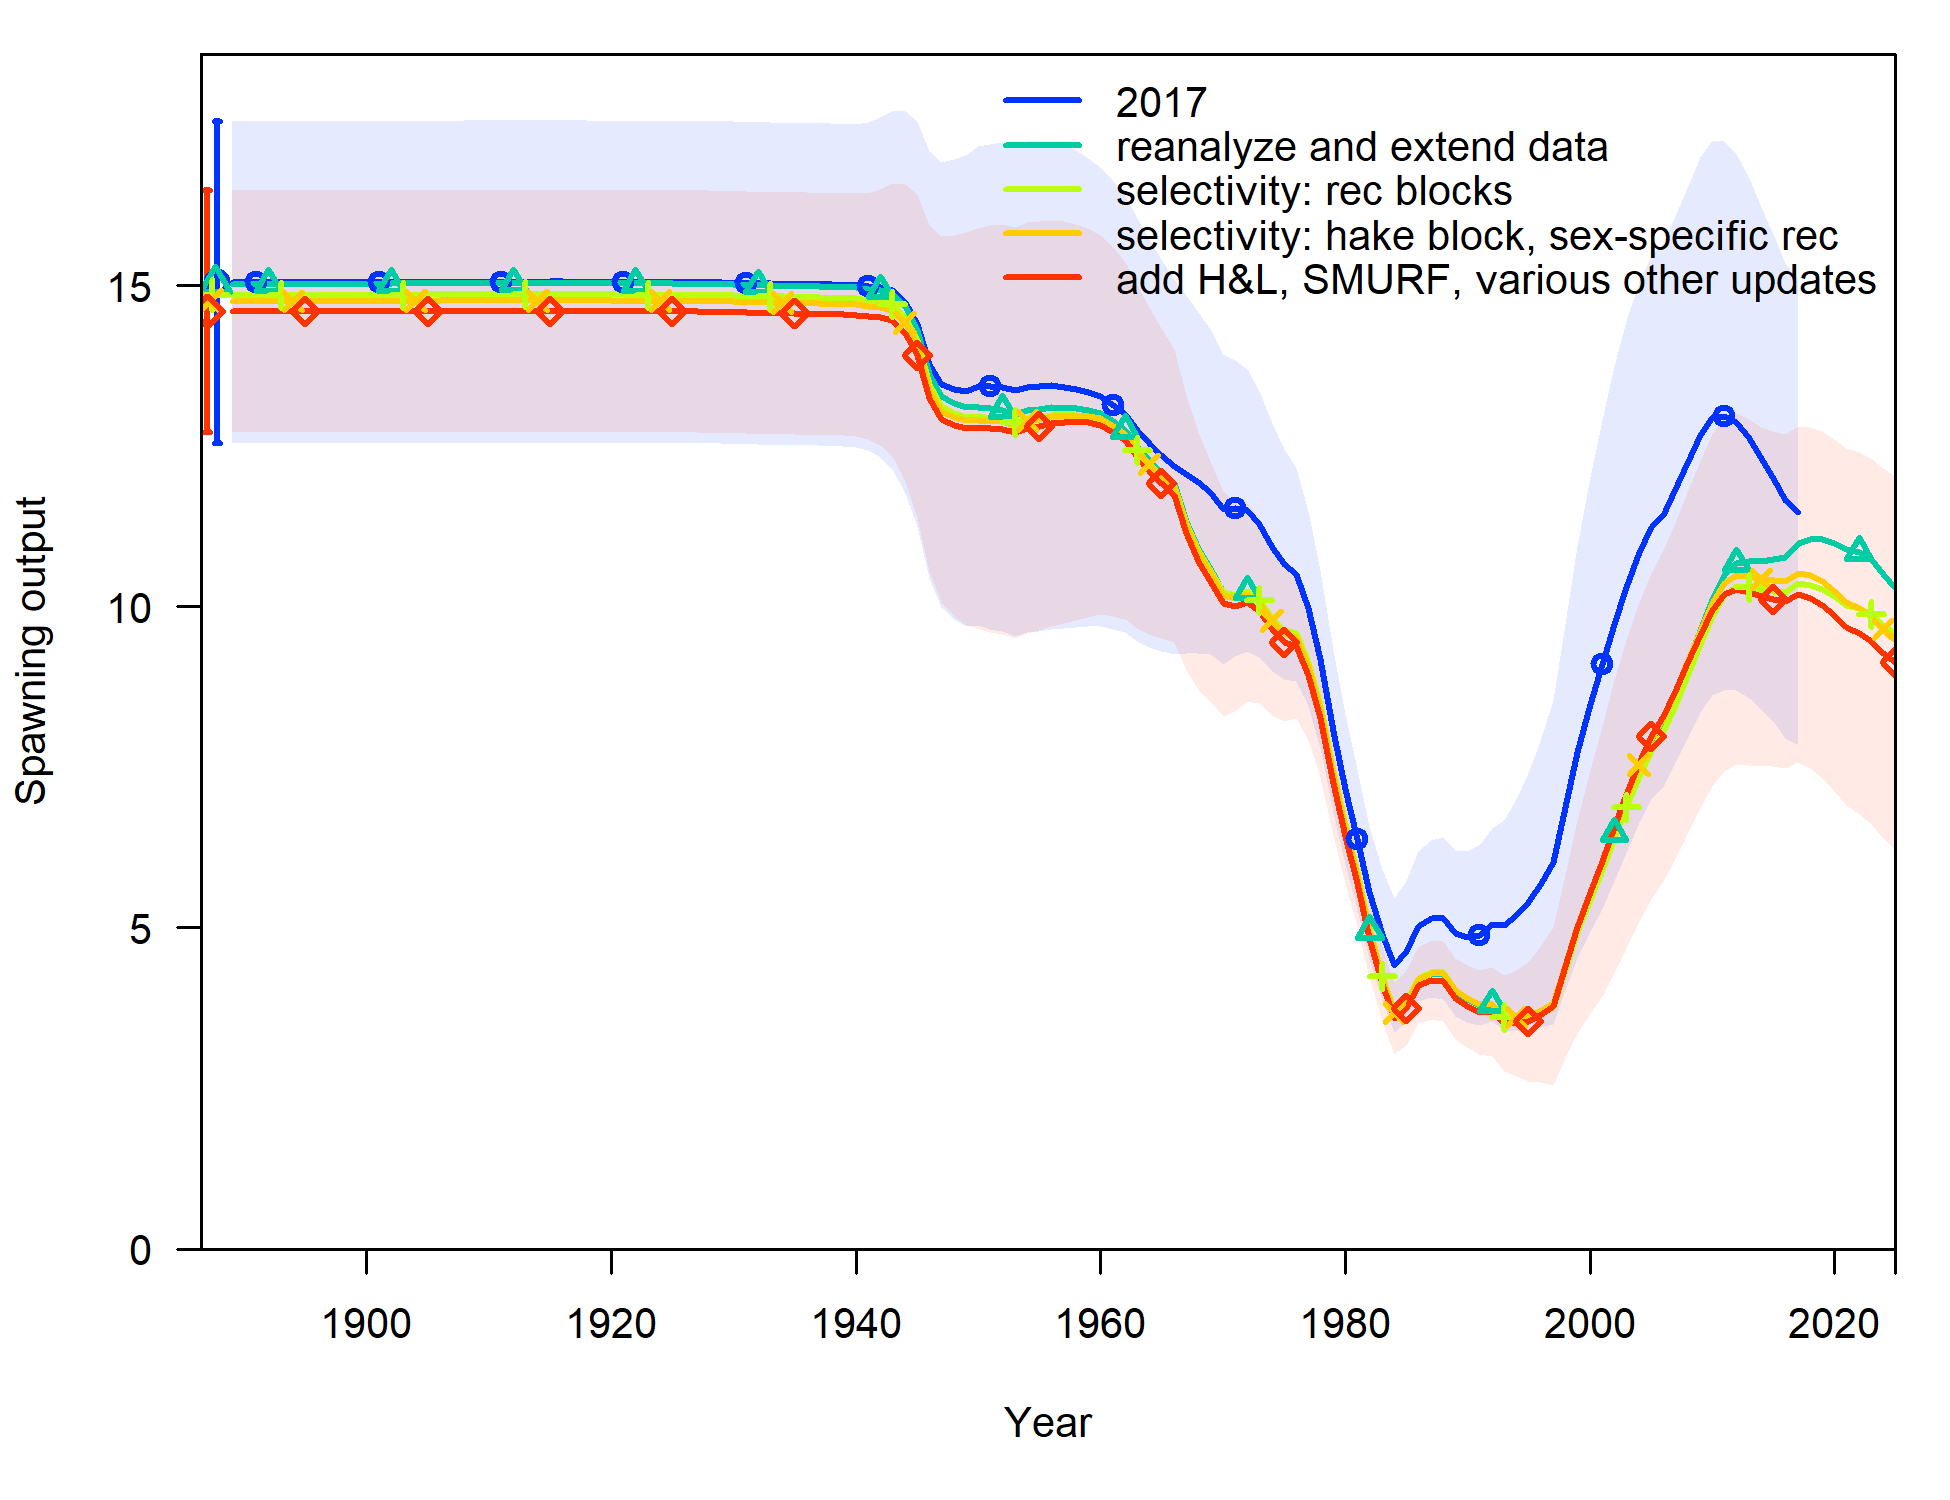 2017
reanalyze and extend data
selectivity: rec blocks
selectivity: hake block, sex-specific rec
add H&L, SMURF, various other updates
15
10
5
0
Spawning output
1900 1920 1940 1960 1980 2000 2020
Year